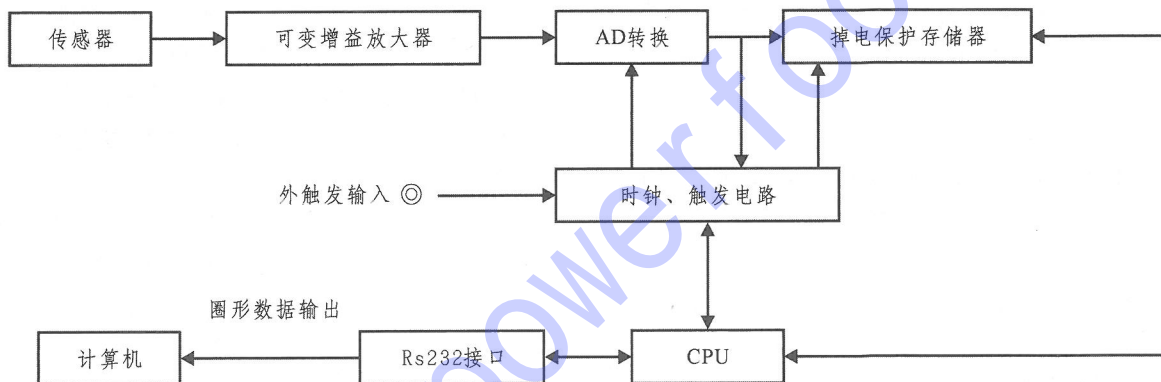 传感器
可变增益放大器
AD转换
掉电保护存储器
外触发输入 ◎
时钟、触发电路
圈形数据输出
计算机
Rs232接口
CPU
powerfoo